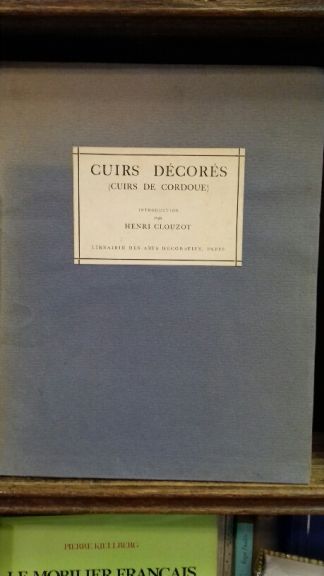 CUIRS DÉCORÉS
(CUIRS DE CORDOUE)
INTRODUCTION
PAR
HENRI CLOUZOT
LIBRAIRIE DES ARTS DÉCORATIFS, PARIS
PIERRE KJELLBERG
LE MOBILIER FRANÇAIS